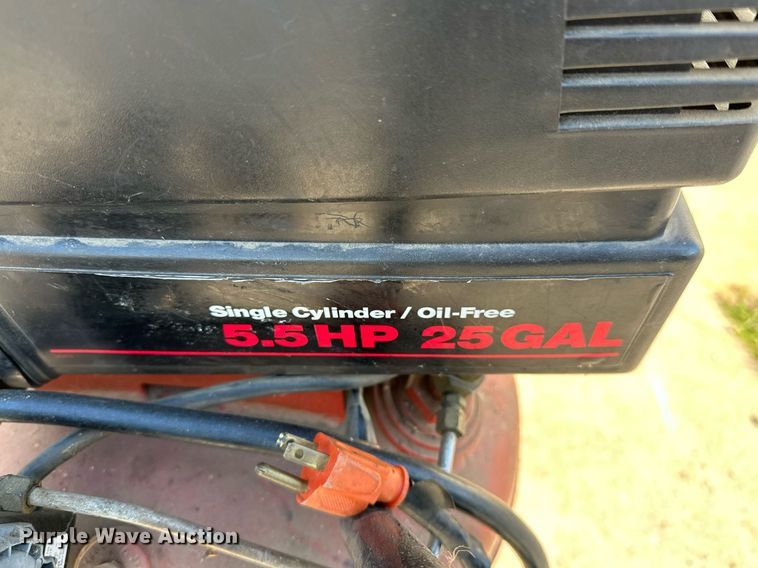 Single Cylinder / Oil-Free
5.5 HP 25 GAL
Purple Wave Auction